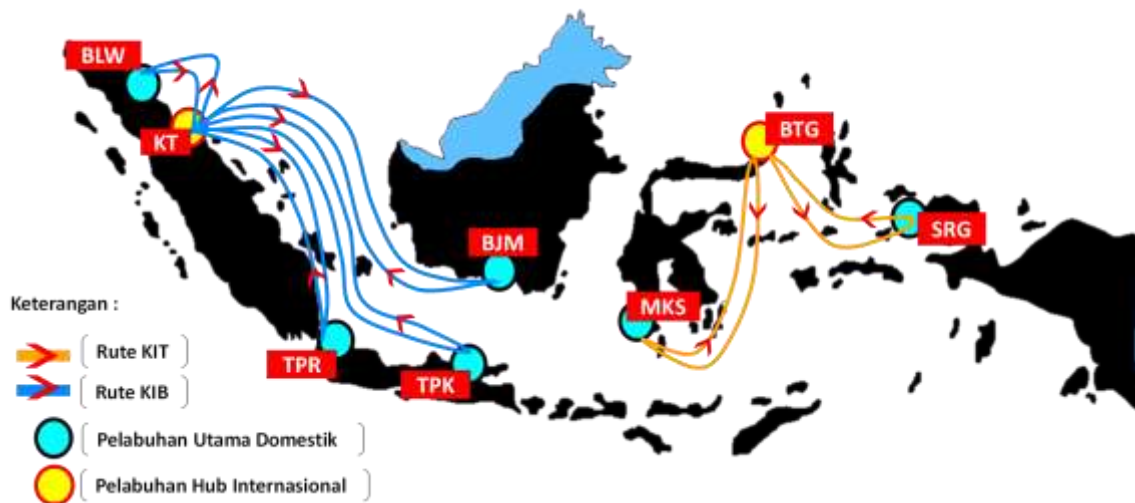 BLW
KT
BTG
SRG
BJM
MKS
TPR
TPK
Keterangan :
Rute KIT
Rute KIB
Pelabuhan Utama Domestik
Pelabuhan Hub Internasional